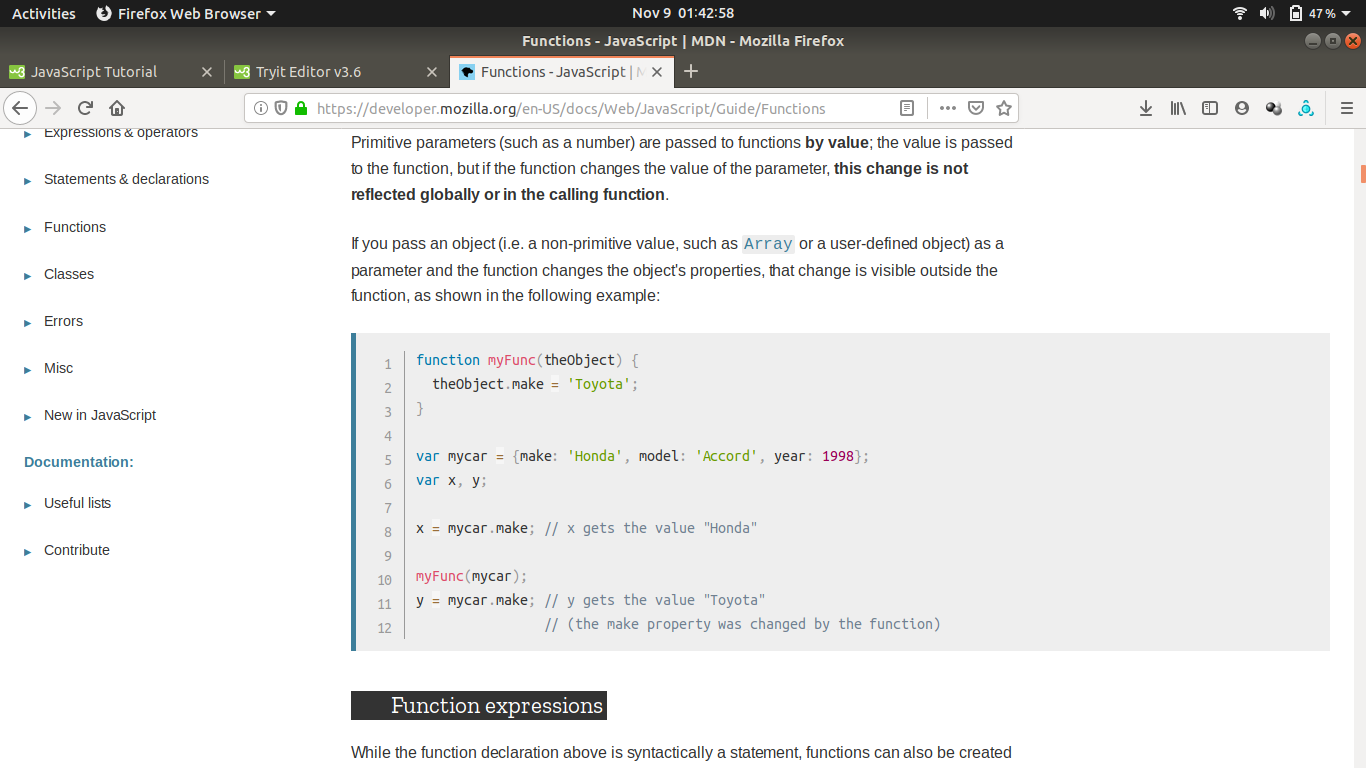 Activities Firefox Web Browser Nov 9 01:42:58 47 %
Functions - JavaScript | MDN - Mozilla Firefox
JavaScript Tutorial Tryit Editor v3.6 Functions - JavaScript |
https://developer.mozilla.org/en-US/docs/Web/JavaScript/Guide/Functions
Expressions & operators
Statements & declarations
Functions
Classes
Errors
Misc
New in JavaScript
Documentation:
Useful lists
Contribute
Primitive parameters (such as a number) are passed to functions by value; the value is passed
to the function, but if the function changes the value of the parameter, this change is not
reflected globally or in the calling function.
If you pass an object (i.e. a non-primitive value, such as Array or a user-defined object) as a
parameter and the function changes the object's properties, that change is visible outside the
function, as shown in the following example:
1 function myFunc(theObject) {
2 theObject.make = 'Toyota';
3 }
4
5 var mycar = {make: 'Honda', model: 'Accord', year: 1998};
6 var x, y;
7
8 x = mycar.make; // x gets the value "Honda"
9
10 myFunc(mycar);
11 y = mycar.make; // y gets the value "Toyota"
12 // (the make property was changed by the function)
Function expressions
While the function declaration above is syntactically a statement, functions can also be created